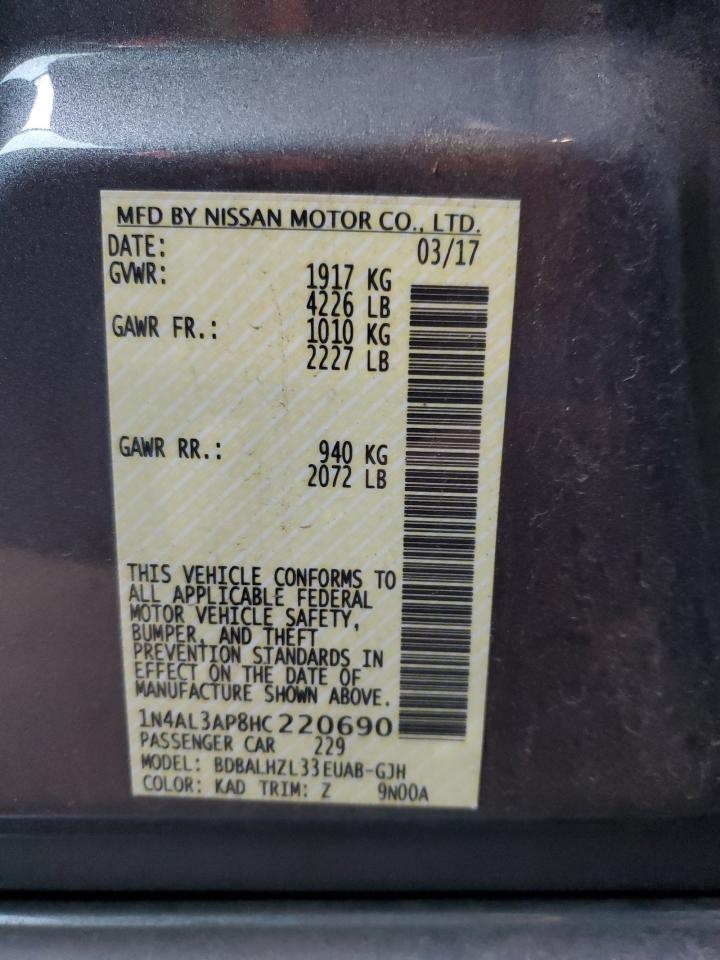 MFD BY NISSAN MOTOR CO., LTD.
DATE: 03/17
GVWR: 1917 KG
4226 LB
GAWR FR.: 1010 KG
2227 LB
GAWR RR.: 940 KG
2072 LB
THIS VEHICLE CONFORMS TO
ALL APPLICABLE FEDERAL
MOTOR VEHICLE SAFETY,
BUMPER, AND THEFT
PREVENTION STANDARDS IN
EFFECT ON THE DATE OF
MANUFACTURE SHOWN ABOVE.
1N4AL3AP8HC220690
PASSENGER CAR 229
MODEL: BDBALHZL33EUAB-GJH
COLOR: KAD TRIM: Z 9N00A